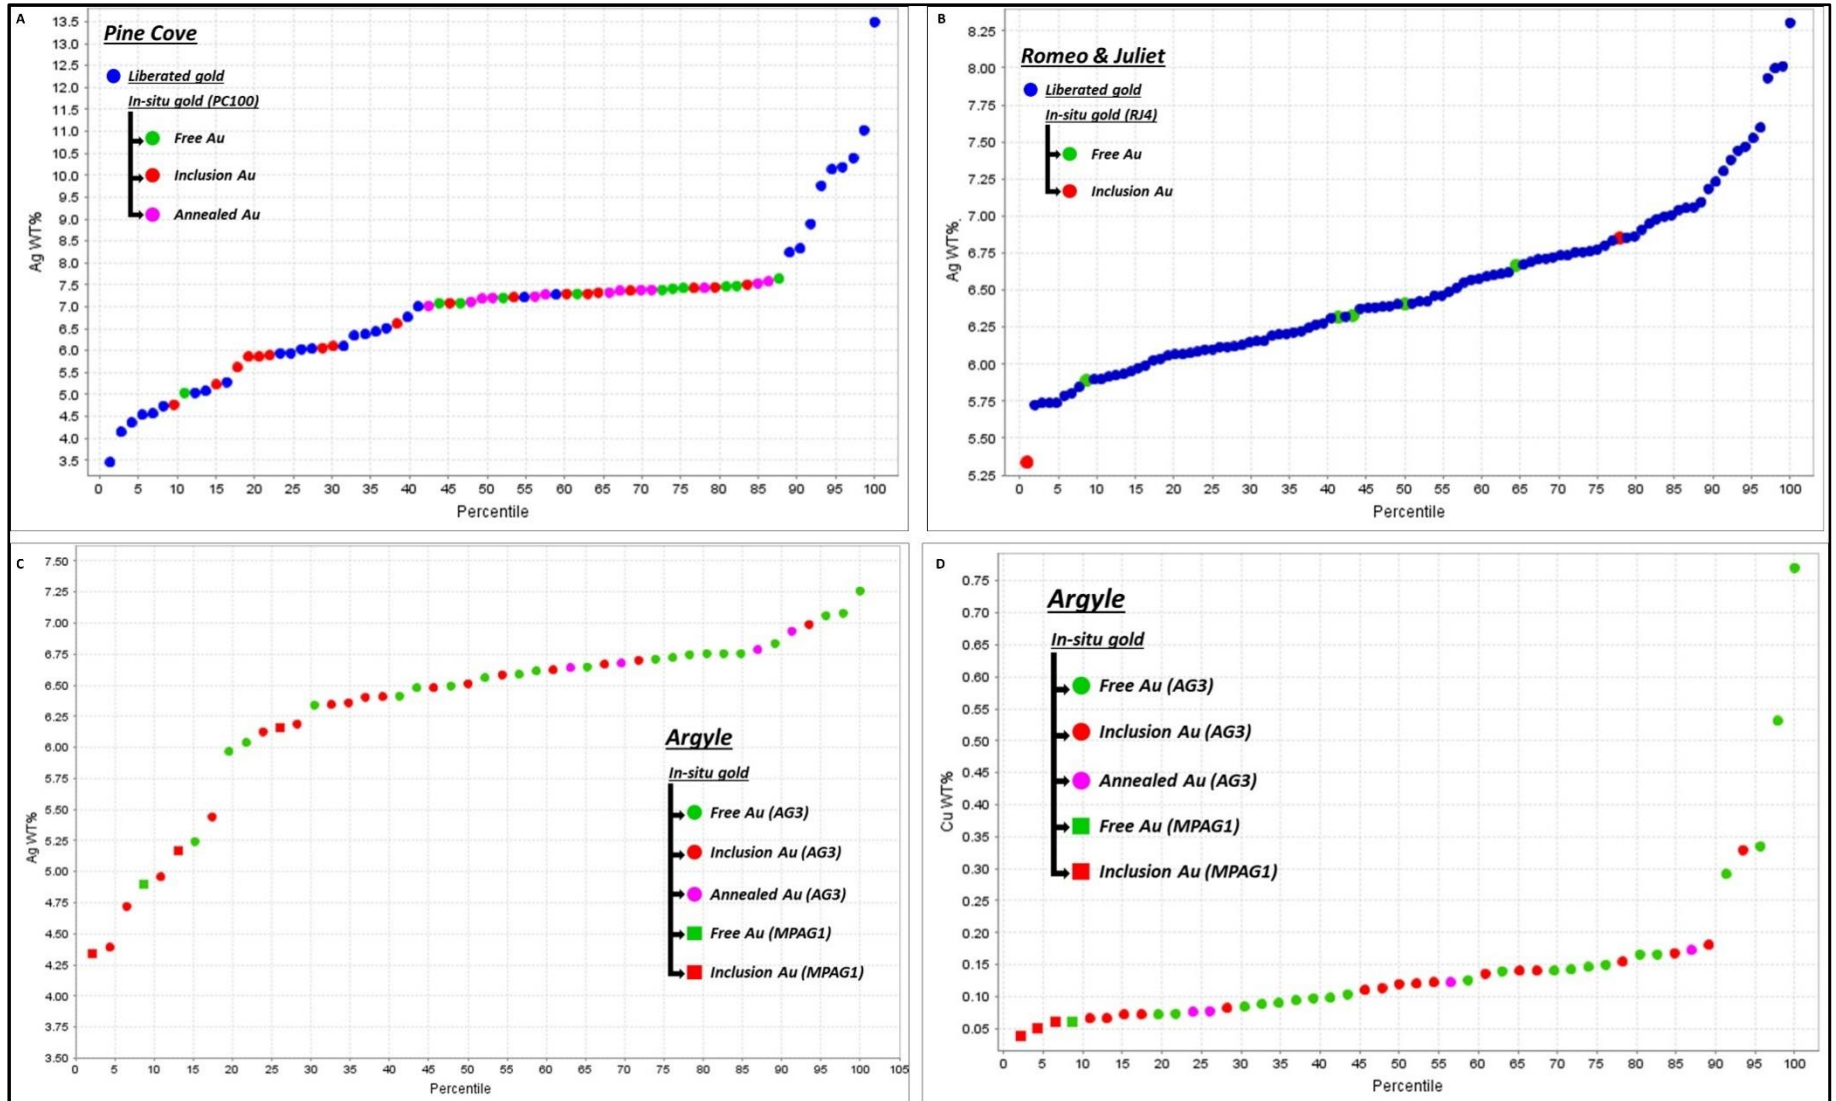 A
Pine Cove
Liberated gold
In-situ gold (PC100)
Free Au
Inclusion Au
Annealed Au
Ag WT%
13.5
13.0
12.5
12.0
11.5
11.0
10.5
10.0
9.5
9.0
8.5
8.0
7.5
7.0
6.5
6.0
5.5
5.0
4.5
4.0
3.5
0 5 10 15 20 25 30 35 40 45 50 55 60 65 70 75 80 85 90 95 100
Percentile
B
Romeo & Juliet
Liberated gold
In-situ gold (RJ4)
Free Au
Inclusion Au
Ag WT%.
8.25
8.00
7.75
7.50
7.25
7.00
6.75
6.50
6.25
6.00
5.75
5.50
5.25
0 5 10 15 20 25 30 35 40 45 50 55 60 65 70 75 80 85 90 95 100
Percentile
C
Ag WT%
7.50
7.25
7.00
6.75
6.50
6.25
6.00
5.75
5.50
5.25
5.00
4.75
4.50
4.25
4.00
3.75
3.50
Argyle
In-situ gold
Free Au (AG3)
Inclusion Au (AG3)
Annealed Au (AG3)
Free Au (MPAG1)
Inclusion Au (MPAG1)
0 5 10 15 20 25 30 35 40 45 50 55 60 65 70 75 80 85 90 95 100 105
Percentile
D
Argyle
In-situ gold
Free Au (AG3)
Inclusion Au (AG3)
Annealed Au (AG3)
Free Au (MPAG1)
Inclusion Au (MPAG1)
Cu WT%
0.75
0.70
0.65
0.60
0.55
0.50
0.45
0.40
0.35
0.30
0.25
0.20
0.15
0.10
0.05
0 5 10 15 20 25 30 35 40 45 50 55 60 65 70 75 80 85 90 95 100
Percentile